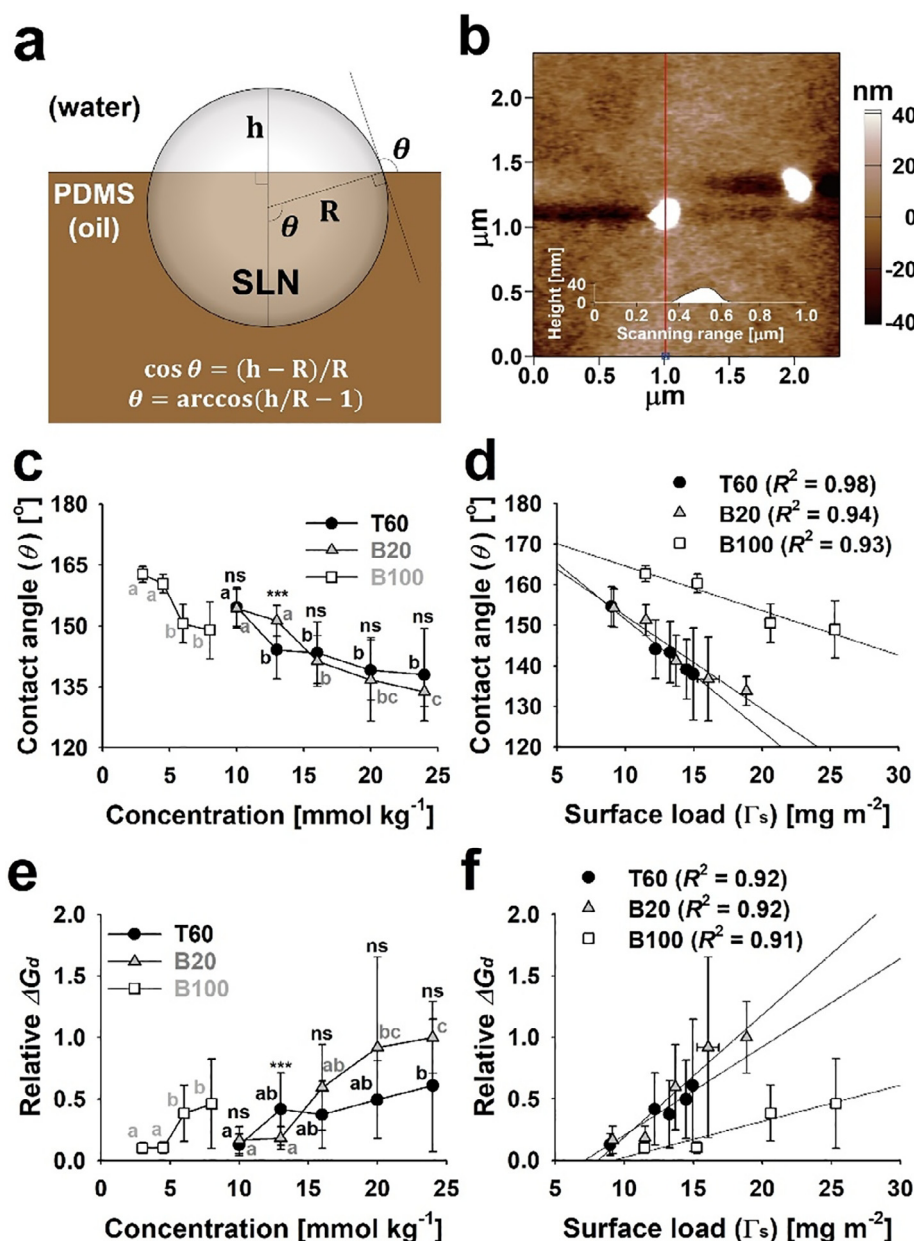 a
(water)
h
θ
PDMS
(oil)
R
θ
SLN
cos θ = (h − R)/R
θ = arccos(h/R − 1)
b
nm
40
20
0
-20
-40
2.0
1.5
1.0
0.5
0.0
μm
0.0 0.5 1.0 1.5 2.0
μm
Height [nm]
40
0
0 0.2 0.4 0.6 0.8 1.0
Scanning range [μm]
c
Contact angle (θ) [º]
180
165
150
135
120
T60
B20
B100
a a b b
ns *** ns ns ns
a b b b b
a a b bc c
0 5 10 15 20 25
Concentration [mmol kg⁻¹]
d
T60 (R² = 0.98)
B20 (R² = 0.94)
B100 (R² = 0.93)
Contact angle (θ) [º]
180
170
160
150
140
130
120
5 10 15 20 25 30
Surface load (Γs) [mg m⁻²]
e
Relative ΔGd
2.0
1.5
1.0
0.5
0.0
T60
B20
B100
a a b b
ns *** ns ns ns
a ab ab ab b
a a ab bc c
0 5 10 15 20 25
Concentration [mmol kg⁻¹]
f
T60 (R² = 0.92)
B20 (R² = 0.92)
B100 (R² = 0.91)
Relative ΔGd
2.0
1.5
1.0
0.5
0.0
5 10 15 20 25 30
Surface load (Γs) [mg m⁻²]